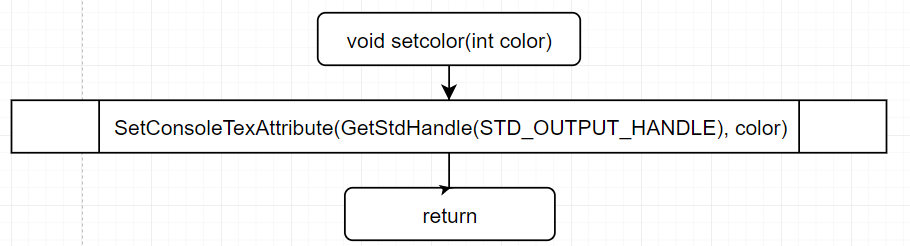 void setcolor(int color)
SetConsoleTexAttribute(GetStdHandle(STD_OUTPUT_HANDLE), color)
return